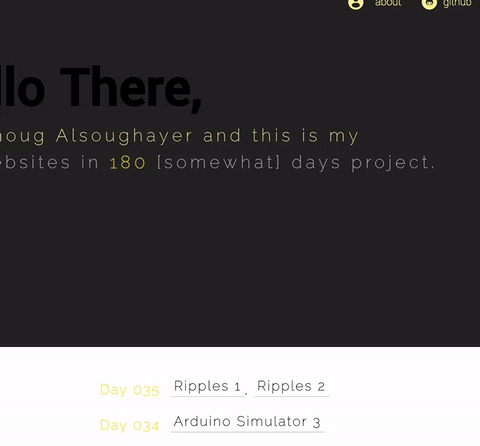 about github
llo There,
noug Alsoughayer and this is my
ebsites in 180 [somewhat] days project.
Day 035 Ripples 1, Ripples 2
Day 034 Arduino Simulator 3